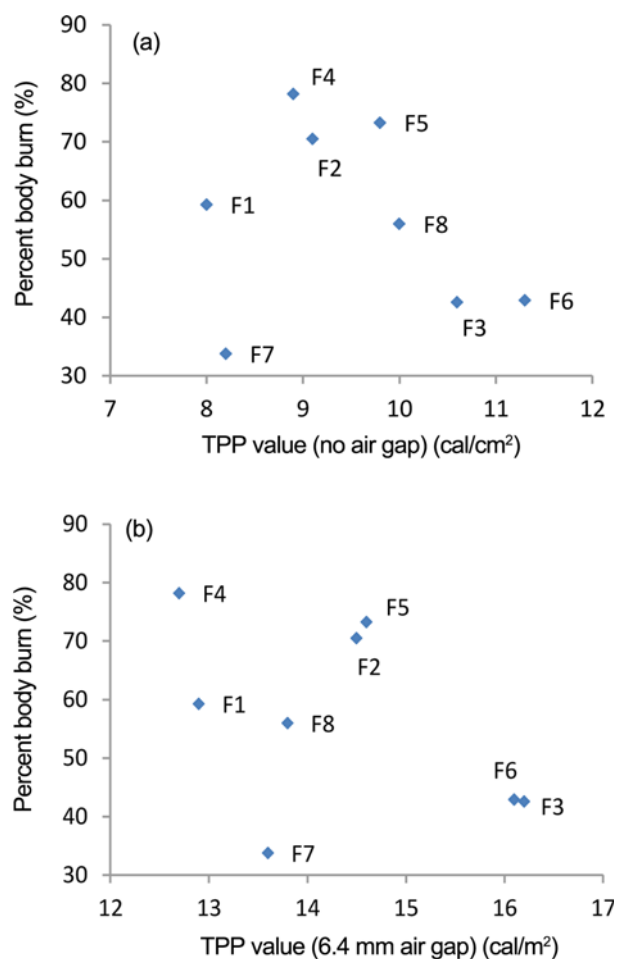 (a)
Percent body burn (%)
90
80
70
60
50
40
30
F4
F5
F2
F1
F8
F3
F6
F7
7 8 9 10 11 12
TPP value (no air gap) (cal/cm²)
(b)
Percent body burn (%)
90
80
70
60
50
40
30
F4
F5
F2
F1
F8
F6
F3
F7
12 13 14 15 16 17
TPP value (6.4 mm air gap) (cal/m²)